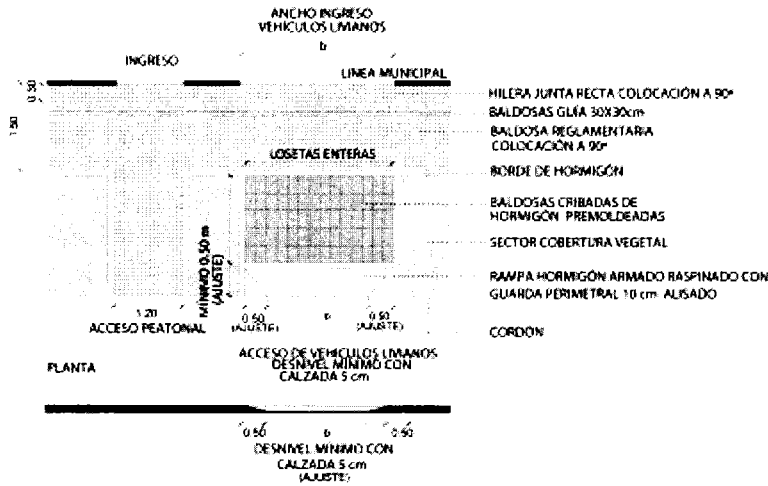 ANCHO INGRESO
VEHICULOS LIVIANOS
b
INGRESO
LINEA MUNICIPAL
0.50
1.50
HILERA JUNTA RECTA COLOCACIÓN A 90º
BALDOSAS GUÍA 30X30cm
BALDOSA REGLAMENTARIA
COLOCACIÓN A 90º
LOSETAS ENTERAS
BORDE DE HORMIGÓN
BALDOSAS CRIBADAS DE
HORMIGÓN PREMOLDEADAS
SECTOR COBERTURA VEGETAL
MÍNIMO 0.50 m
(AJUSTE)
RAMPA HORMIGÓN ARMADO RASPINADO CON
GUARDA PERIMETRAL 10 cm ALISADO
1.20
0.50
b
0.50
ACCESO PEATONAL
(AJUSTE)
(AJUSTE)
CORDON
ACCESO DE VEHICULOS LIVIANOS
PLANTA
DESNIVEL MÍNIMO CON
CALZADA 5 cm
0.50
b
0.50
DESNIVEL MÍNIMO CON
CALZADA 5 cm
(AJUSTE)